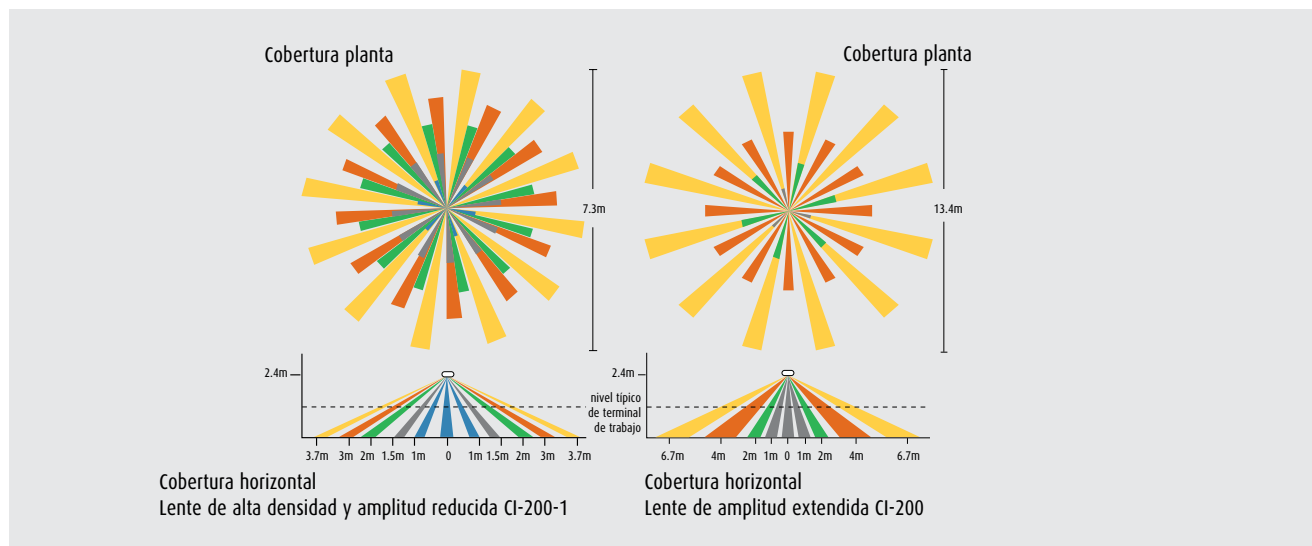 Cobertura planta
7.3m
2.4m
nivel típico
de terminal
de trabajo
3.7m 3m 2m 1.5m 1m 0 1m 1.5m 2m 3m 3.7m
Cobertura horizontal
Lente de alta densidad y amplitud reducida CI-200-1
Cobertura planta
13.4m
2.4m
6.7m 4m 2m 1m 0 1m 2m 4m 6.7m
Cobertura horizontal
Lente de amplitud extendida CI-200